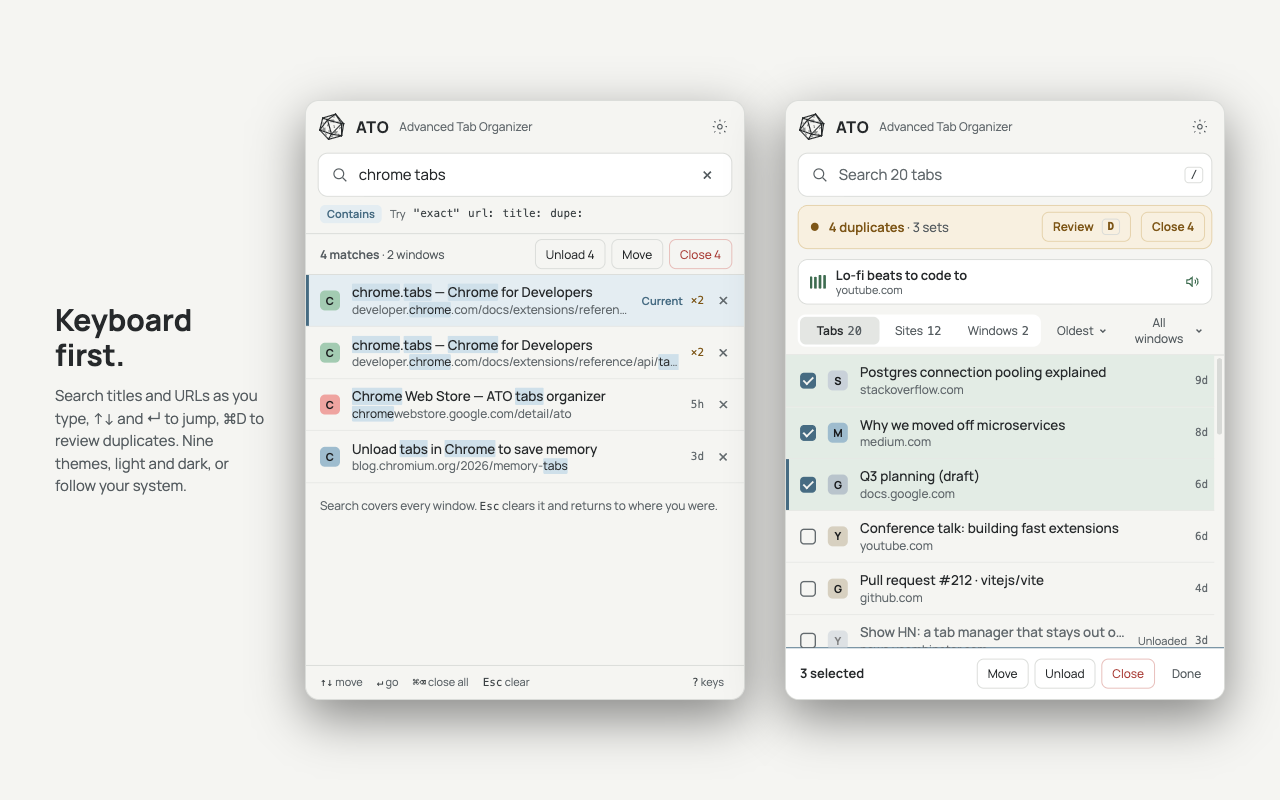 Keyboard
first.
Search titles and URLs as you
type, ↑↓ and ↵ to jump, ⌘D to
review duplicates. Nine
themes, light and dark, or
follow your system.
ATO Advanced Tab Organizer
chrome tabs ×
Contains Try "exact" url: title: dupe:
4 matches · 2 windows Unload 4 Move Close 4
C chrome.tabs — Chrome for Developers
developer.chrome.com/docs/extensions/referen… Current ×2 ×
C chrome.tabs — Chrome for Developers
developer.chrome.com/docs/extensions/reference/api/ta… ×2 ×
C Chrome Web Store — ATO tabs organizer
chromewebstore.google.com/detail/ato 5h ×
C Unload tabs in Chrome to save memory
blog.chromium.org/2026/memory-tabs 3d ×
Search covers every window. Esc clears it and returns to where you were.
↑↓ move ↵ go ⌘⌫ close all Esc clear ? keys
ATO Advanced Tab Organizer
Search 20 tabs /
4 duplicates · 3 sets Review D Close 4
Lo-fi beats to code to
youtube.com
Tabs 20 Sites 12 Windows 2 Oldest All
windows
S Postgres connection pooling explained
stackoverflow.com 9d
M Why we moved off microservices
medium.com 8d
G Q3 planning (draft)
docs.google.com 6d
Y Conference talk: building fast extensions
youtube.com 6d
G Pull request #212 · vitejs/vite
github.com 4d
Y Show HN: a tab manager that stays out o… Unloaded 3d
3 selected Move Unload Close Done